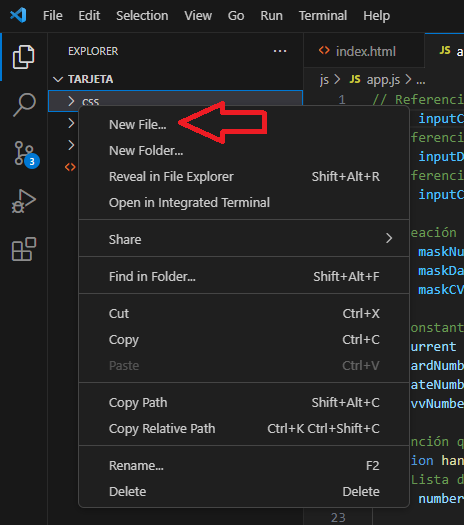 File Edit Selection View Go Run Terminal Help
EXPLORER ...
index.html
TARJETA
js > app.js > ...
css
1 // Referenci
New File...
inputC
New Folder...
ferenci
Reveal in File Explorer Shift+Alt+R
inputD
ferenci
Open in Integrated Terminal
inputC
Share
eación
maskNu
Find in Folder... Shift+Alt+F
maskDa
maskCV
Cut Ctrl+X
onstant
Copy Ctrl+C
urrent
Paste Ctrl+V
ardNumb
ateNumb
Copy Path Shift+Alt+C
vvNumbe
Copy Relative Path Ctrl+K Ctrl+Shift+C
nción q
Rename... F2
ion han
Lista d
Delete Delete
number
23
3
JS
JS